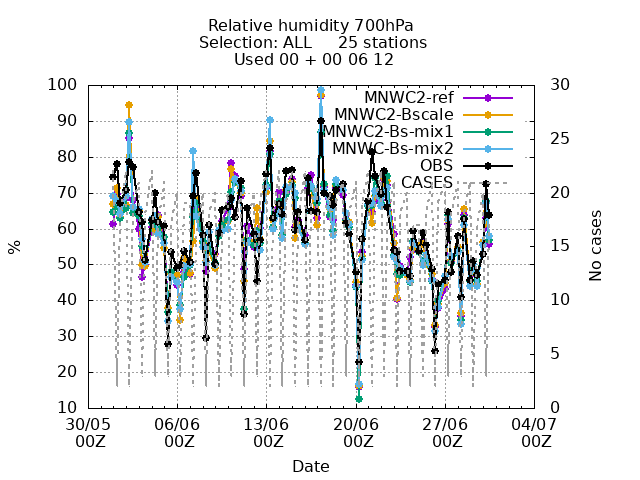 Relative humidity 700hPa
Selection: ALL 25 stations
Used 00 + 00 06 12
100 30
MNWC2-ref
90 MNWC2-Bscale 25
MNWC2-Bs-mix1
80 MNWC-Bs-mix2
OBS
70 CASES 20
60
50 15
40 10
30
20 5
10 0
% No cases
30/05 06/06 13/06 20/06 27/06 04/07
00Z 00Z 00Z 00Z 00Z 00Z
Date